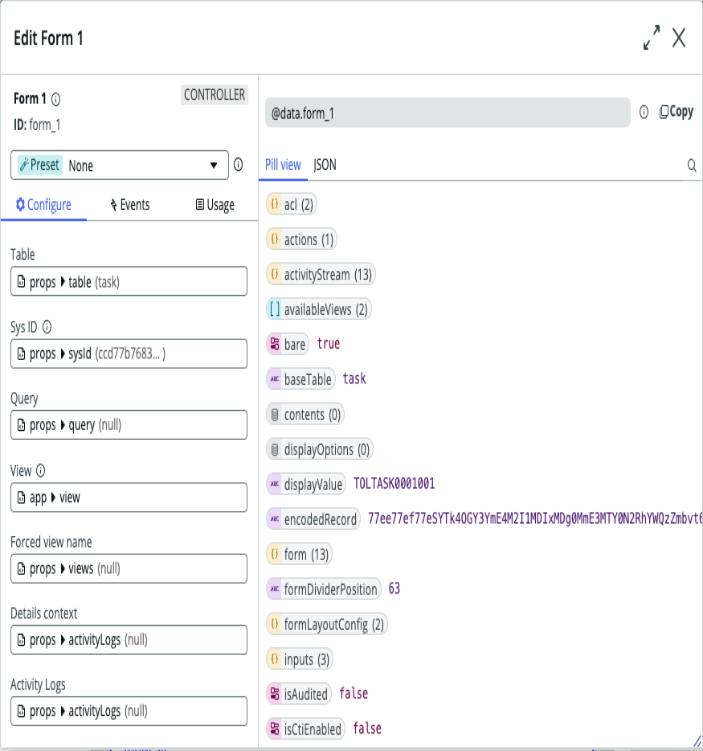 Edit Form 1
Form 1
CONTROLLER
ID: form_1
Preset None
Configure Events Usage
Table
props table (task)
Sys ID
props sysId (ccd77b7683... )
Query
props query (null)
View
app view
Forced view name
props views (null)
Details context
props activityLogs (null)
Activity Logs
props activityLogs (null)
@data.form_1
Copy
Pill view JSON
{} acl (2)
{} actions (1)
{} activityStream (13)
[ ] availableViews (2)
bare true
ABC baseTable task
contents (0)
displayOptions (0)
ABC displayValue TOLTASK0001001
ABC encodedRecord
{} form (13)
ABC formDividerPosition 63
{} formLayoutConfig (2)
{} inputs (3)
isAudited false
isCtiEnabled false